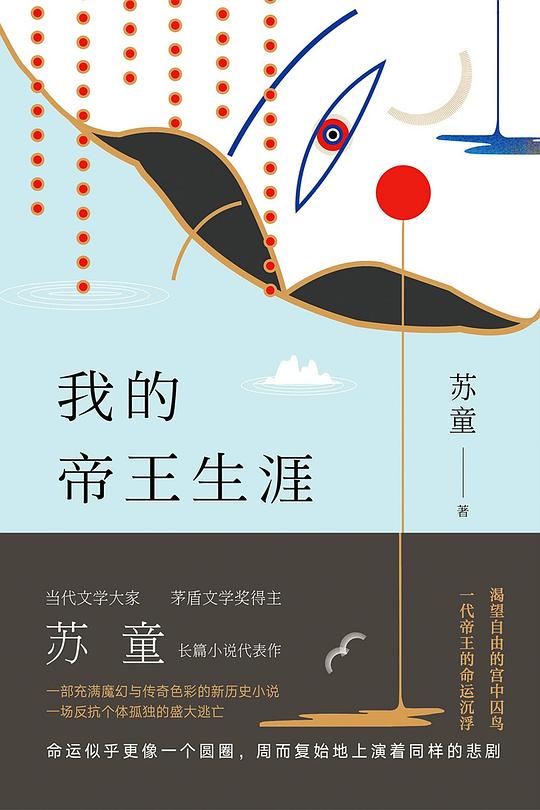 我的
帝王生涯
苏童
著
当代文学大家 茅盾文学奖得主
苏童 长篇小说代表作
一部充满魔幻与传奇色彩的新历史小说
一场反抗个体孤独的盛大逃亡
渴望自由的宫中囚鸟
一代帝王的命运沉浮
命运似乎更像一个圆圈，周而复始地上演着同样的悲剧